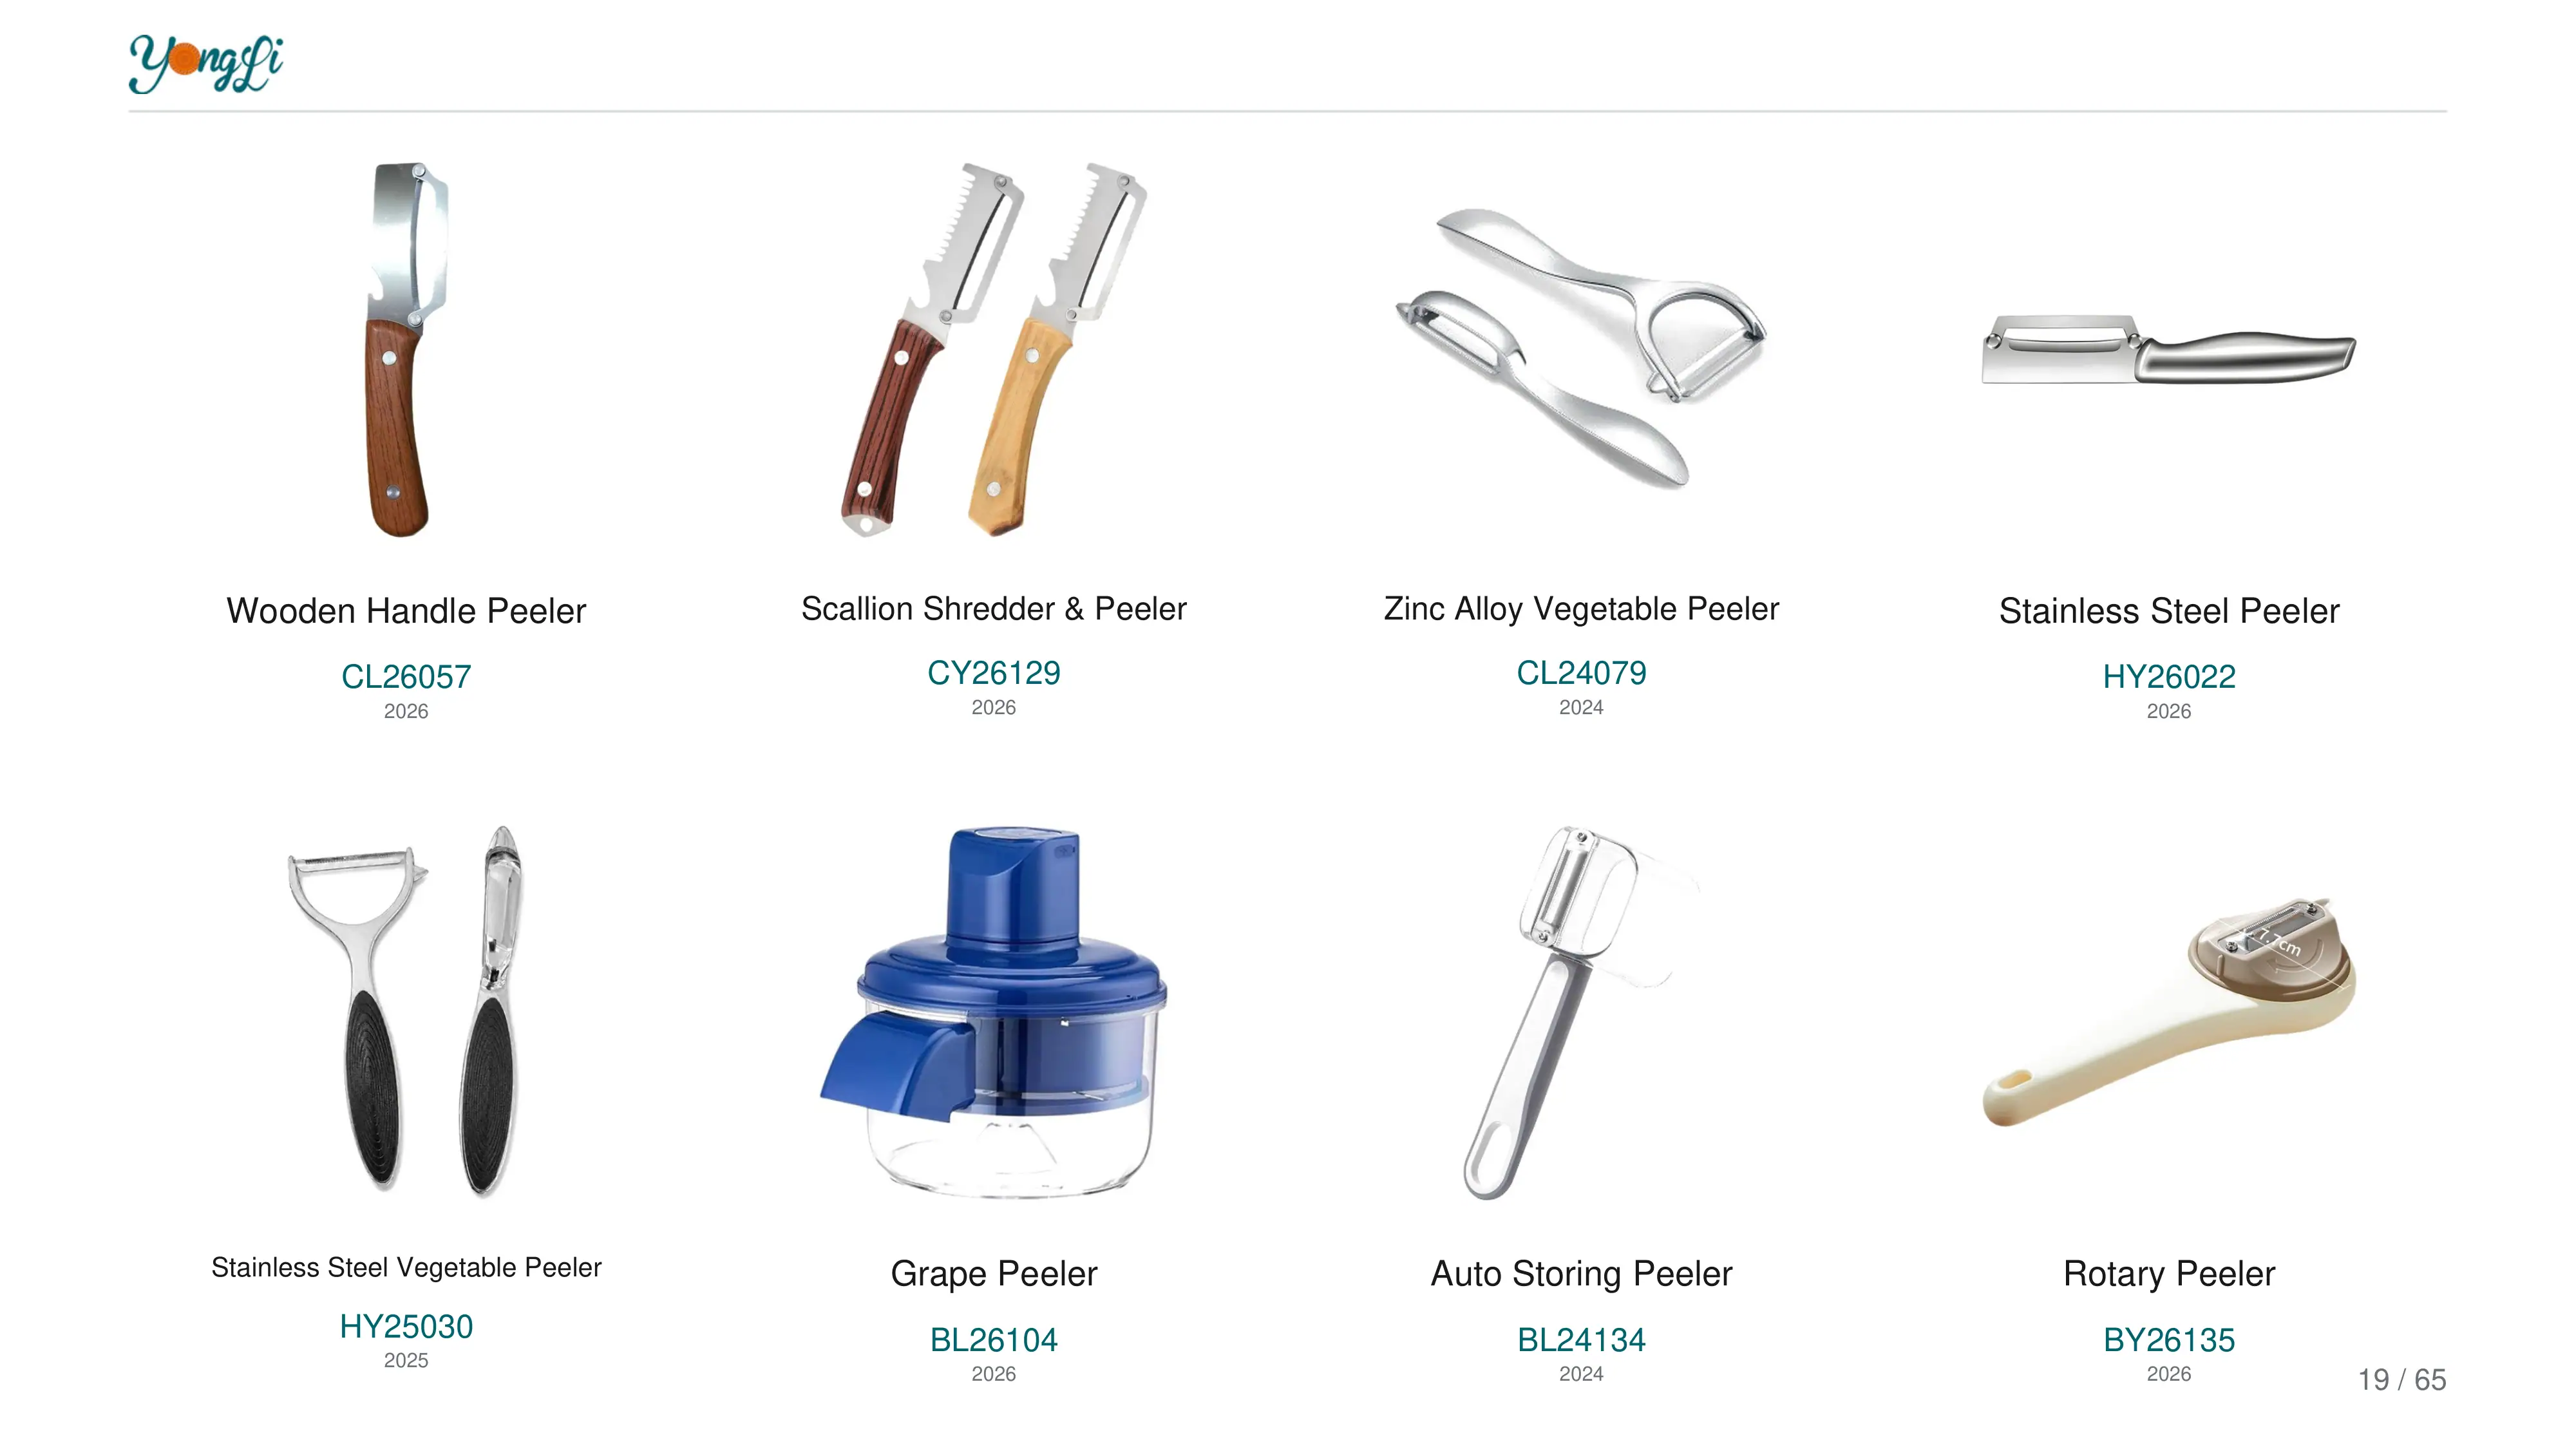 YongLi
Wooden Handle Peeler
CL26057
2026
Scallion Shredder & Peeler
CY26129
2026
Zinc Alloy Vegetable Peeler
CL24079
2024
Stainless Steel Peeler
HY26022
2026
Stainless Steel Vegetable Peeler
HY25030
2025
Grape Peeler
BL26104
2026
Auto Storing Peeler
BL24134
2024
7.7cm
Rotary Peeler
BY26135
2026
19 / 65